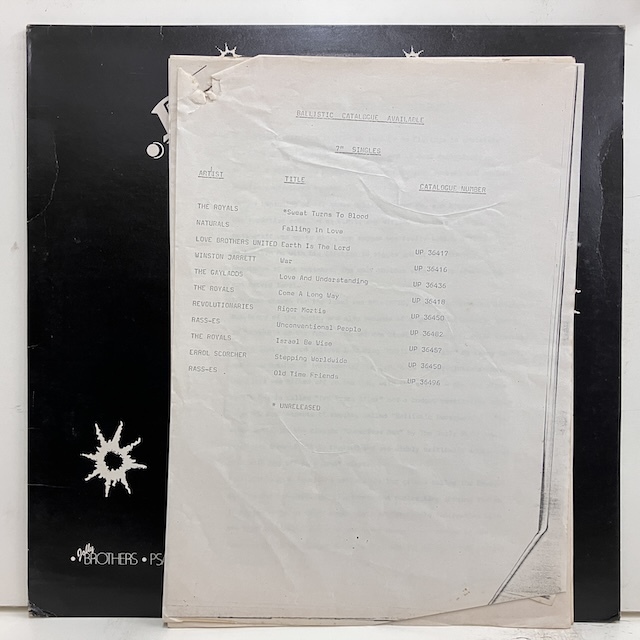 BALLISTIC CATALOGUE AVAILABLE
7" SINGLES
ARTIST TITLE CATALOGUE NUMBER
THE ROYALS *Sweat Turns To Blood
NATURALS Falling In Love
LOVE BROTHERS UNITED Earth Is The Lord UP 36417
WINSTON JARRETT War UP 36416
THE GAYLADDS Love And Understanding UP 36436
THE ROYALS Come A Long Way UP 36418
REVOLUTIONARIES Rigor Mortis UP 36450
RASS-ES Unconventional People UP 36482
THE ROYALS Israel Be Wise UP 36457
ERROL SCORCHER Stepping Worldwide UP 36450
RASS-ES . Old Time Friends UP 36496
* UNRELEASED
• Jolly BROTHERS • PSA